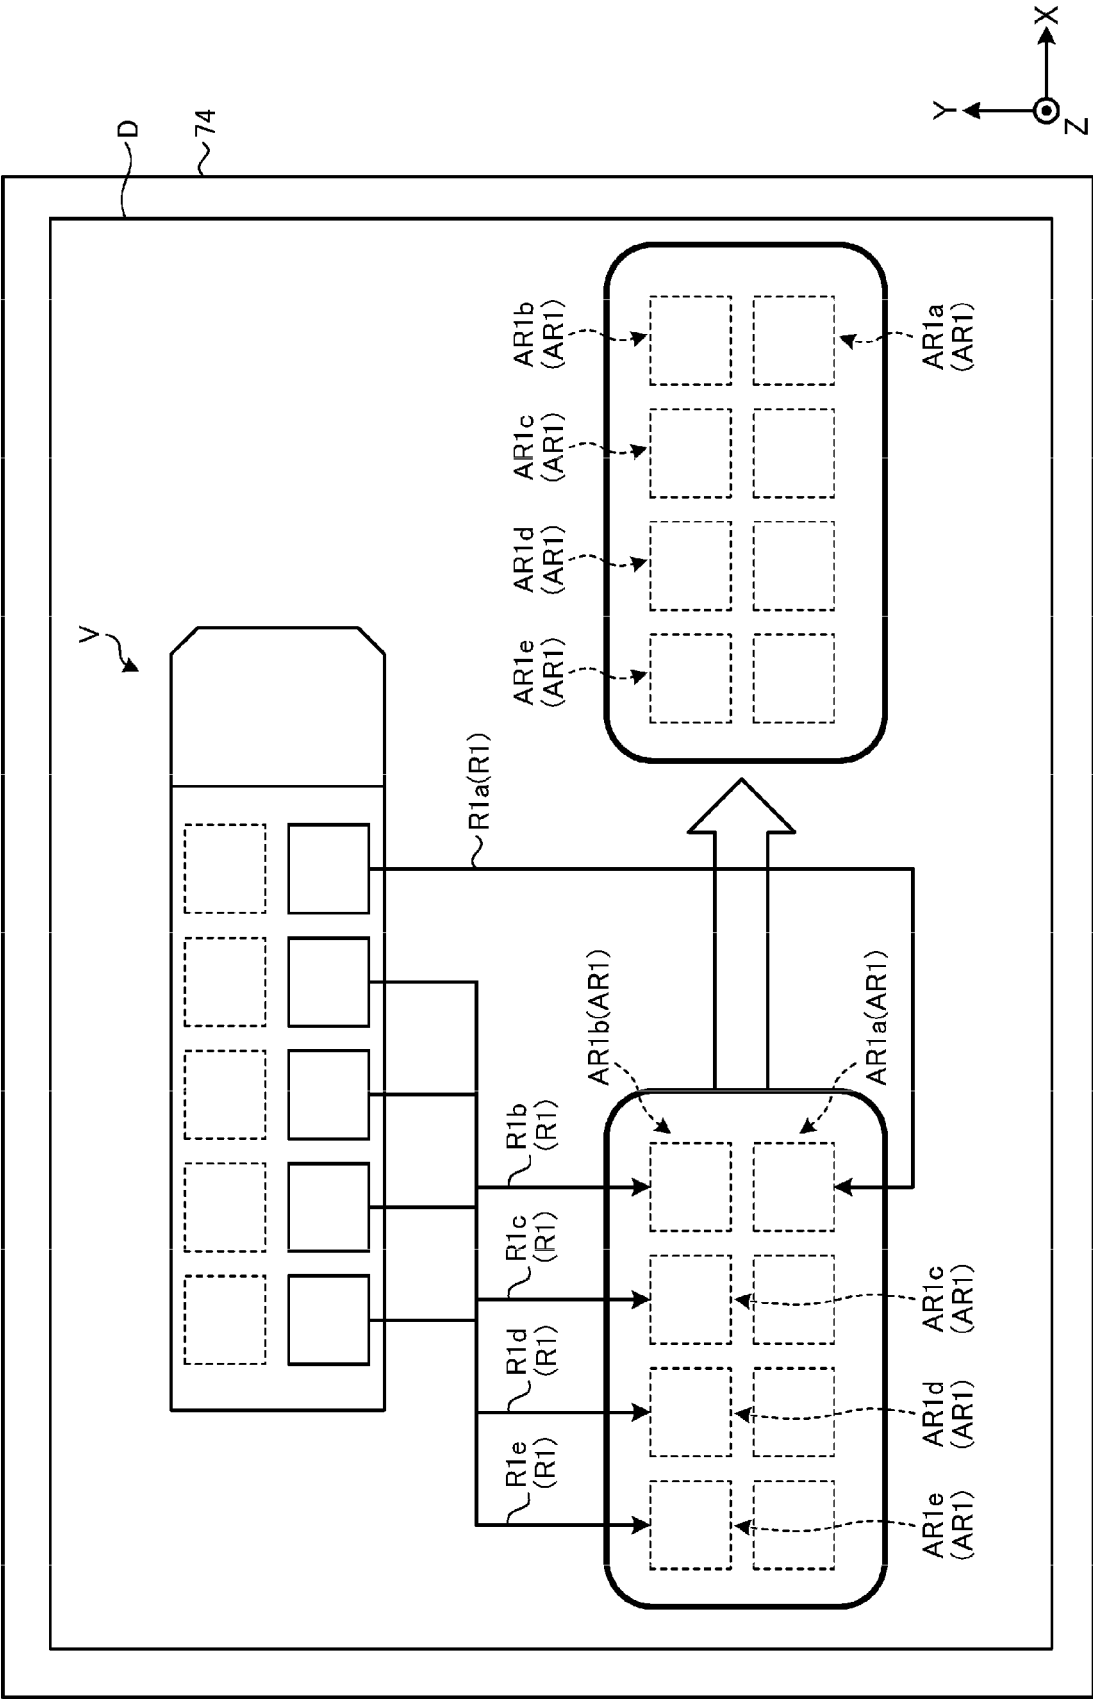 V
D
74
R1a(R1)
R1e
(R1)
R1d
(R1)
R1c
(R1)
R1b
(R1)
AR1b(AR1)
AR1e
(AR1)
AR1d
(AR1)
AR1c
(AR1)
AR1b
(AR1)
AR1a(AR1)
AR1e
(AR1)
AR1d
(AR1)
AR1c
(AR1)
AR1a
(AR1)
Y
X
Z